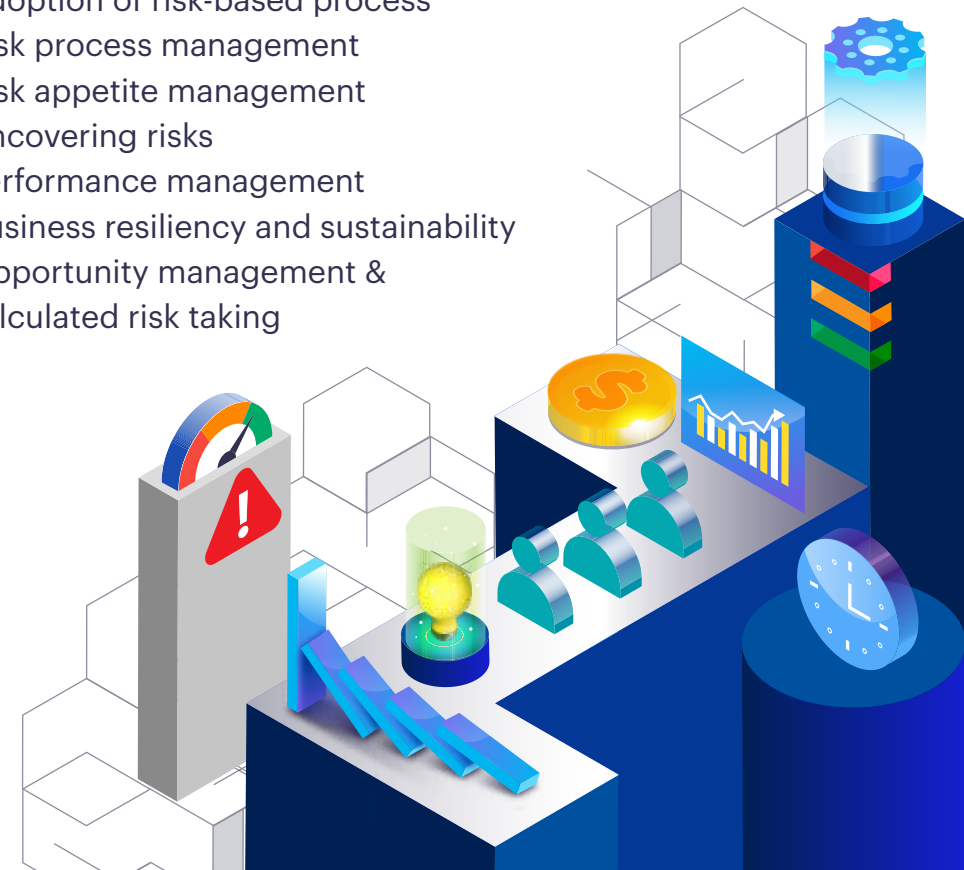 doption of risk-based process
sk process management
sk appetite management
ncovering risks
erformance management
usiness resiliency and sustainability
pportunity management &
lculated risk taking